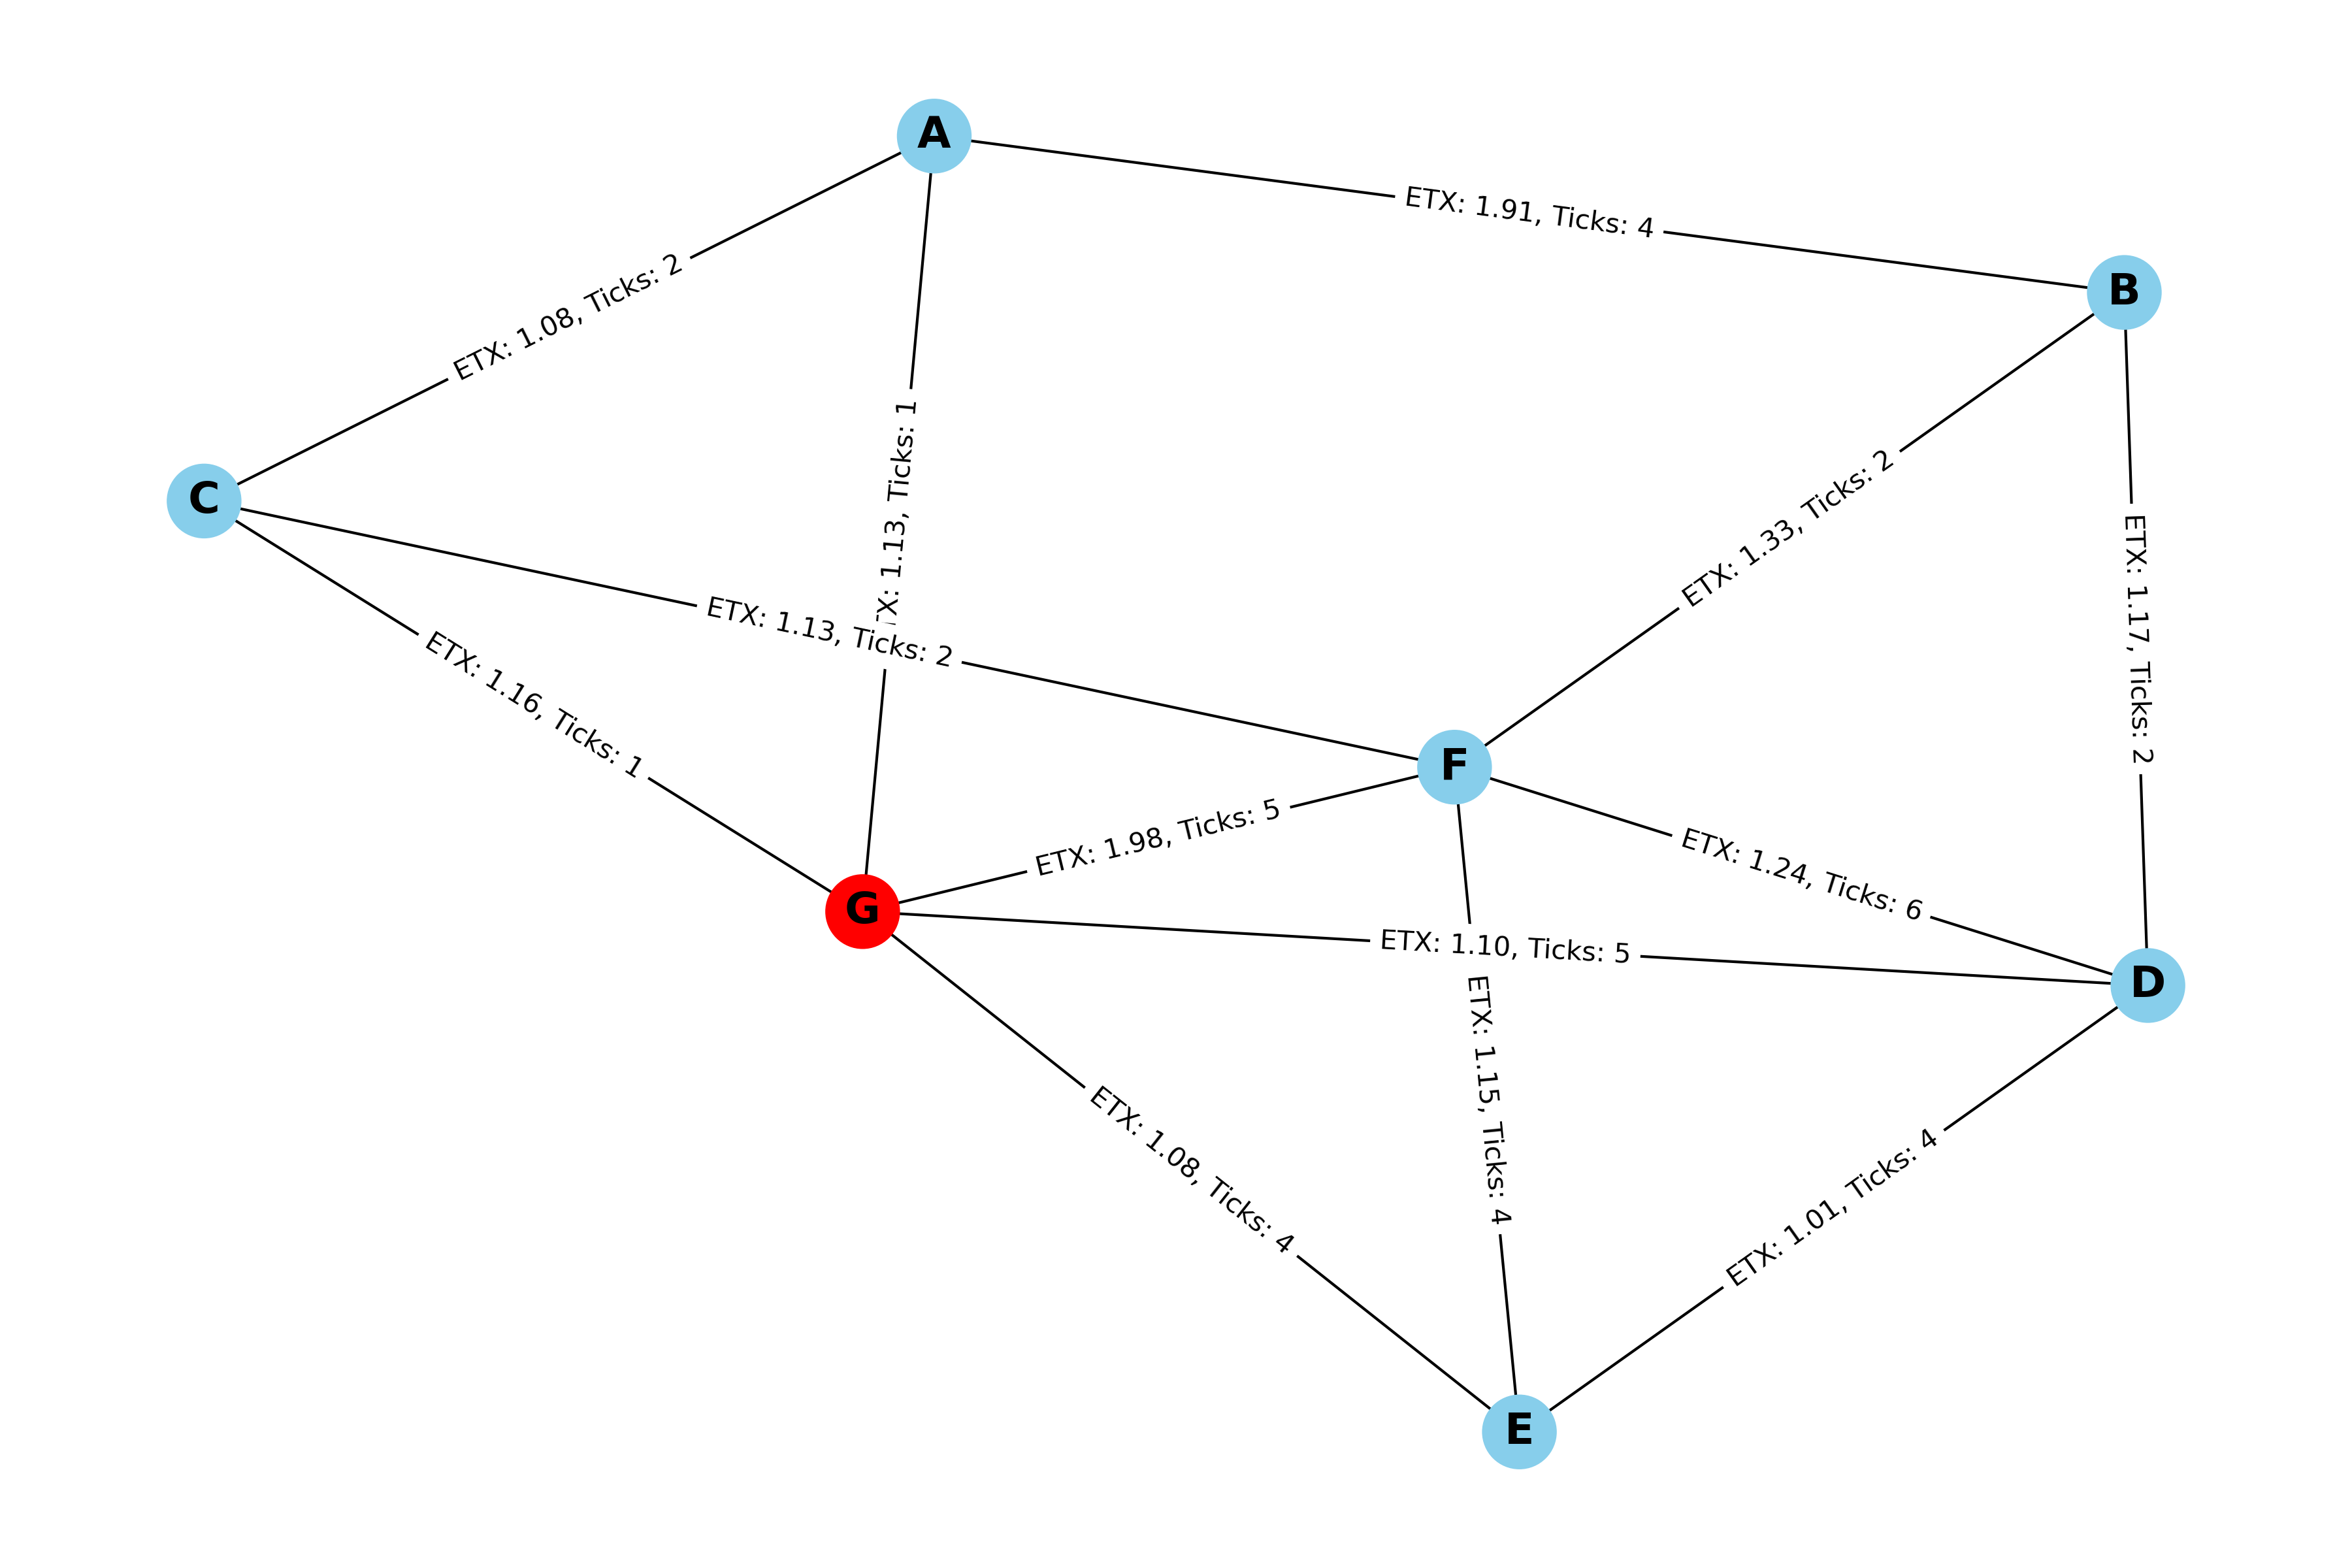 A
ETX: 1.91, Ticks: 4
B
ETX: 1.08, Ticks: 2
X: 1.13, Ticks: 1
C
ETX: 1.33, Ticks: 2
ETX: 1.17, Ticks: 2
ETX: 1.13, Ticks: 2
ETX: 1.16, Ticks: 1
F
ETX: 1.98, Ticks: 5
ETX: 1.24, Ticks: 6
G
ETX: 1.10, Ticks: 5
D
ETX: 1.15, Ticks: 4
ETX: 1.08, Ticks: 4
ETX: 1.01, Ticks: 4
E